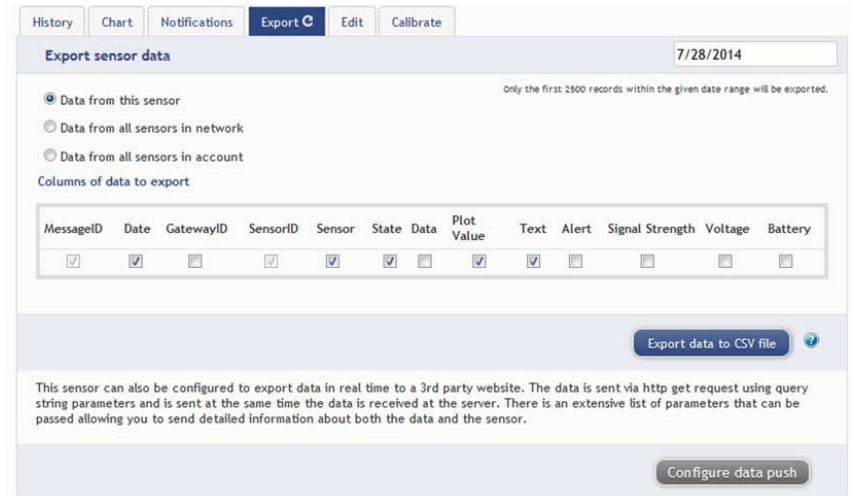 History Chart Notifications Export Edit Calibrate
Export sensor data 7/28/2014
Only the first 2500 records within the given date range will be exported.
Data from this sensor
Data from all sensors in network
Data from all sensors in account
Columns of data to export
MessageID Date GatewayID SensorID Sensor State Data Plot Value Text Alert Signal Strength Voltage Battery
Export data to CSV file ?
This sensor can also be configured to export data in real time to a 3rd party website. The data is sent via http get request using query
string parameters and is sent at the same time the data is received at the server. There is an extensive list of parameters that can be
passed allowing you to send detailed information about both the data and the sensor.
Configure data push